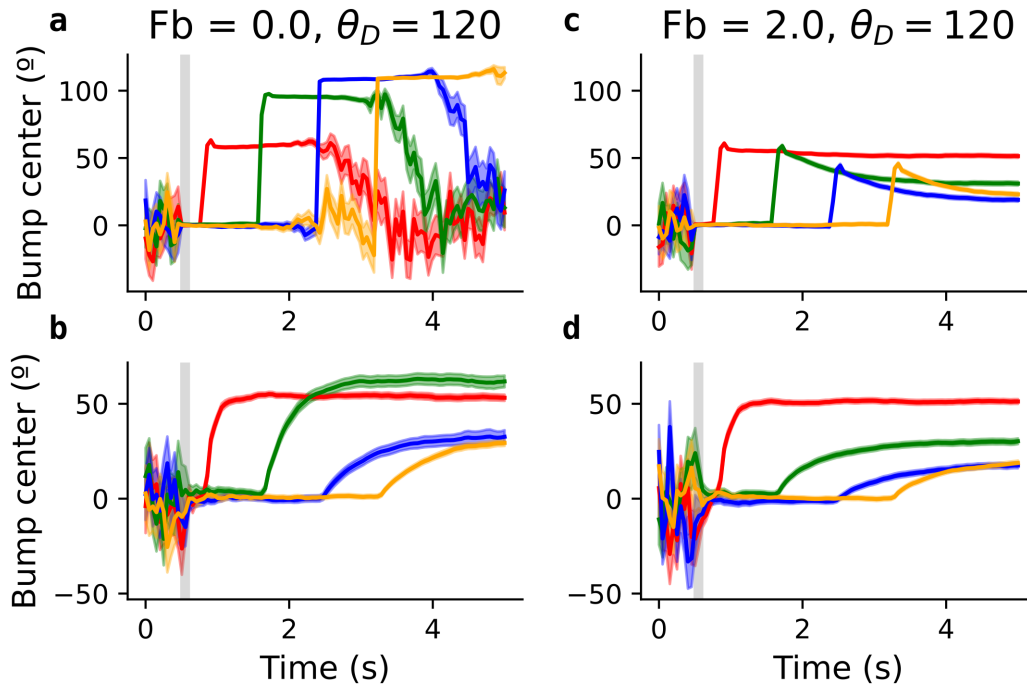 a Fb = 0.0, θ_D = 120
c Fb = 2.0, θ_D = 120
Bump center (º)
100
50
0
0 2 4
100
50
0
0 2 4
b
Bump center (º)
50
0
−50
0 2 4
Time (s)
d
50
0
−50
0 2 4
Time (s)